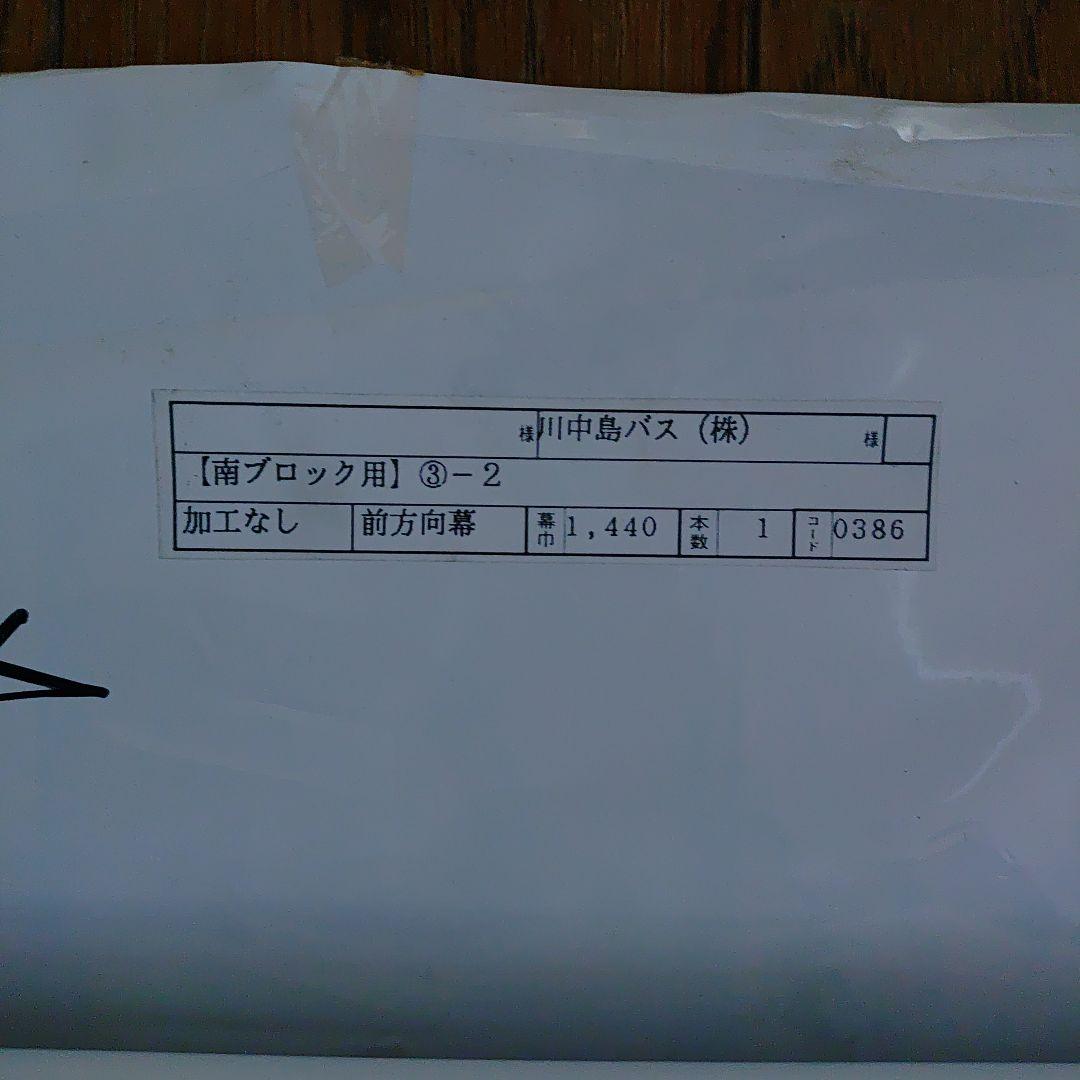 様 川中島バス（株） 様
【南ブロック用】③－２
加工なし 前方向幕 幕巾 1,440 本数 1 コード 0386